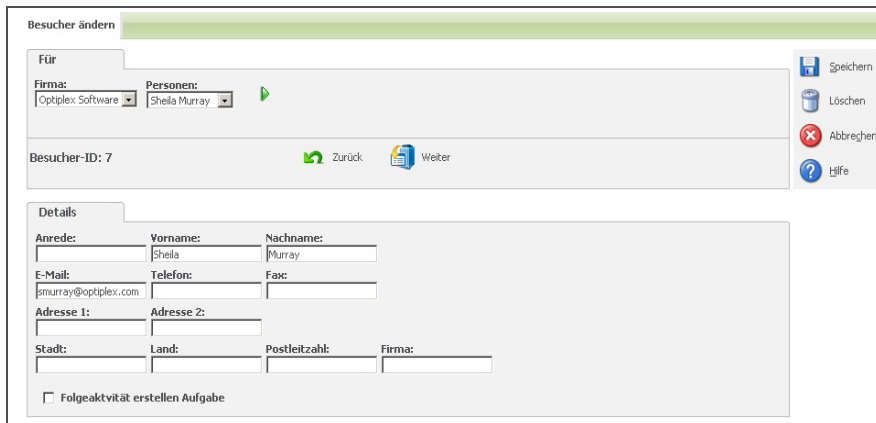 Besucher ändern
Für
Firma: Personen:
Optiplex Software Sheila Murray
Besucher-ID: 7 Zurück Weiter
Speichern
Löschen
Abbrechen
Hilfe
Details
Anrede: Vorname: Nachname:
Sheila Murray
E-Mail: Telefon: Fax:
smurray@optiplex.com
Adresse 1: Adresse 2:
Stadt: Land: Postleitzahl: Firma:
Folgeaktvität erstellen Aufgabe